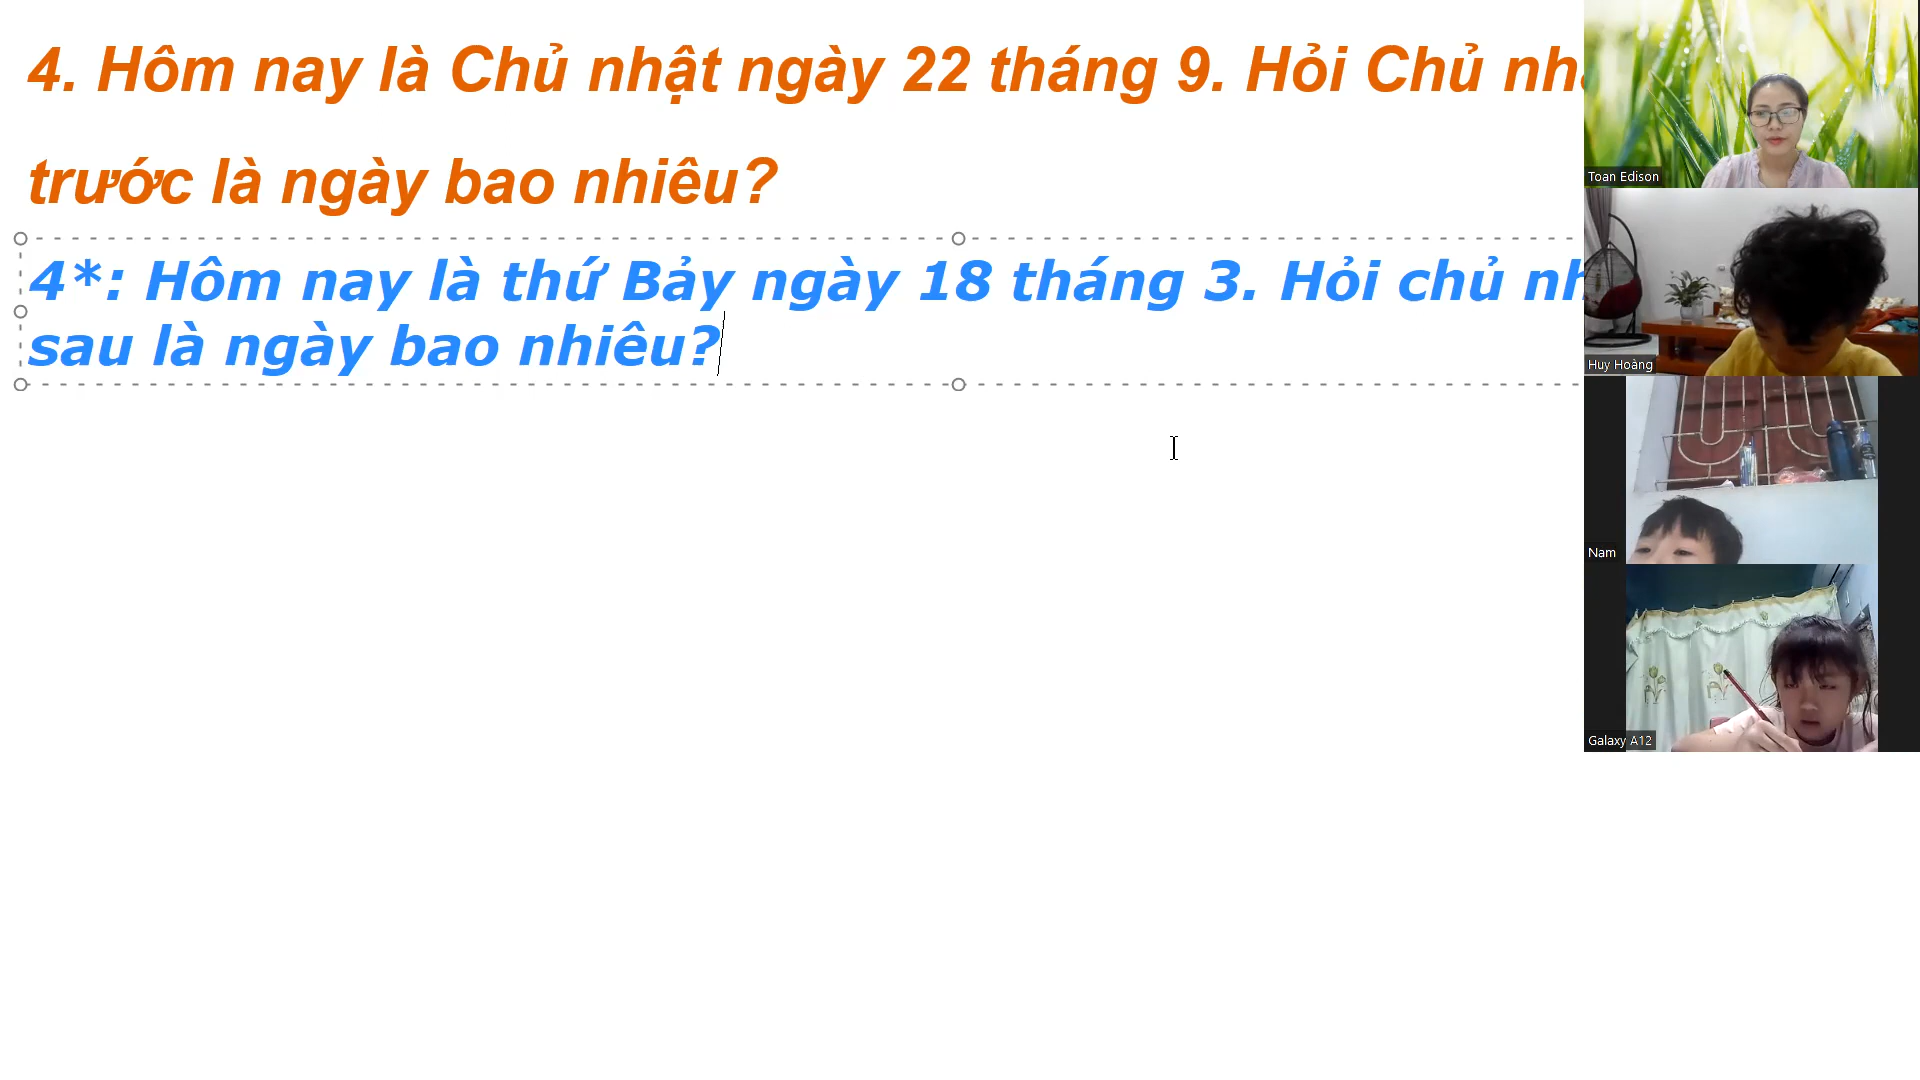 4. Hôm nay là Chủ nhật ngày 22 tháng 9. Hỏi Chủ
trước là ngày bao nhiêu?
4*: Hôm nay là thứ Bảy ngày 18 tháng 3. Hỏi chủ
sau là ngày bao nhiêu?
Toan Edison
Huy Hoàng
Nam
Galaxy A12